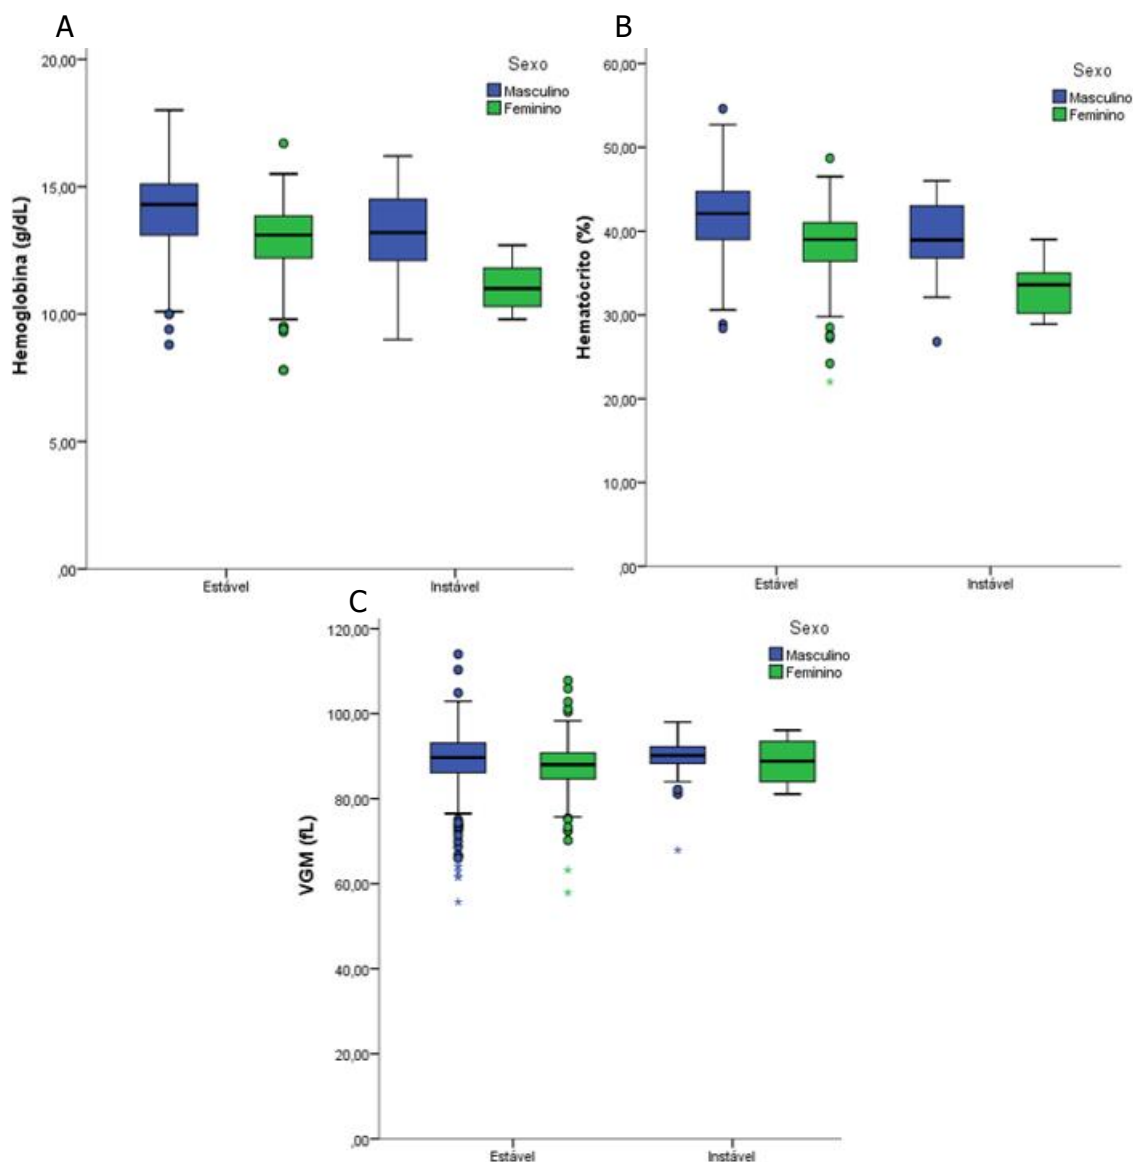 A
Hemoglobina (g/dL)
20,00
15,00
10,00
5,00
,00
Sexo
Masculino
Feminino
Estável
Instável
B
Hematócrito (%)
60,00
50,00
40,00
30,00
20,00
10,00
,00
Sexo
Masculino
Feminino
Estável
Instável
C
VGM (fL)
120,00
100,00
80,00
60,00
40,00
20,00
,00
Sexo
Masculino
Feminino
Estável
Instável